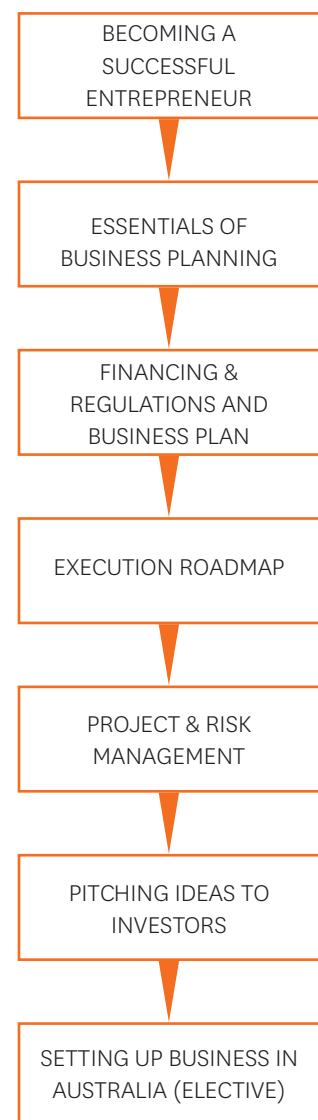 BECOMING A
SUCCESSFUL
ENTREPRENEUR
ESSENTIALS OF
BUSINESS PLANNING
FINANCING &
REGULATIONS AND
BUSINESS PLAN
EXECUTION ROADMAP
PROJECT & RISK
MANAGEMENT
PITCHING IDEAS TO
INVESTORS
SETTING UP BUSINESS IN
AUSTRALIA (ELECTIVE)